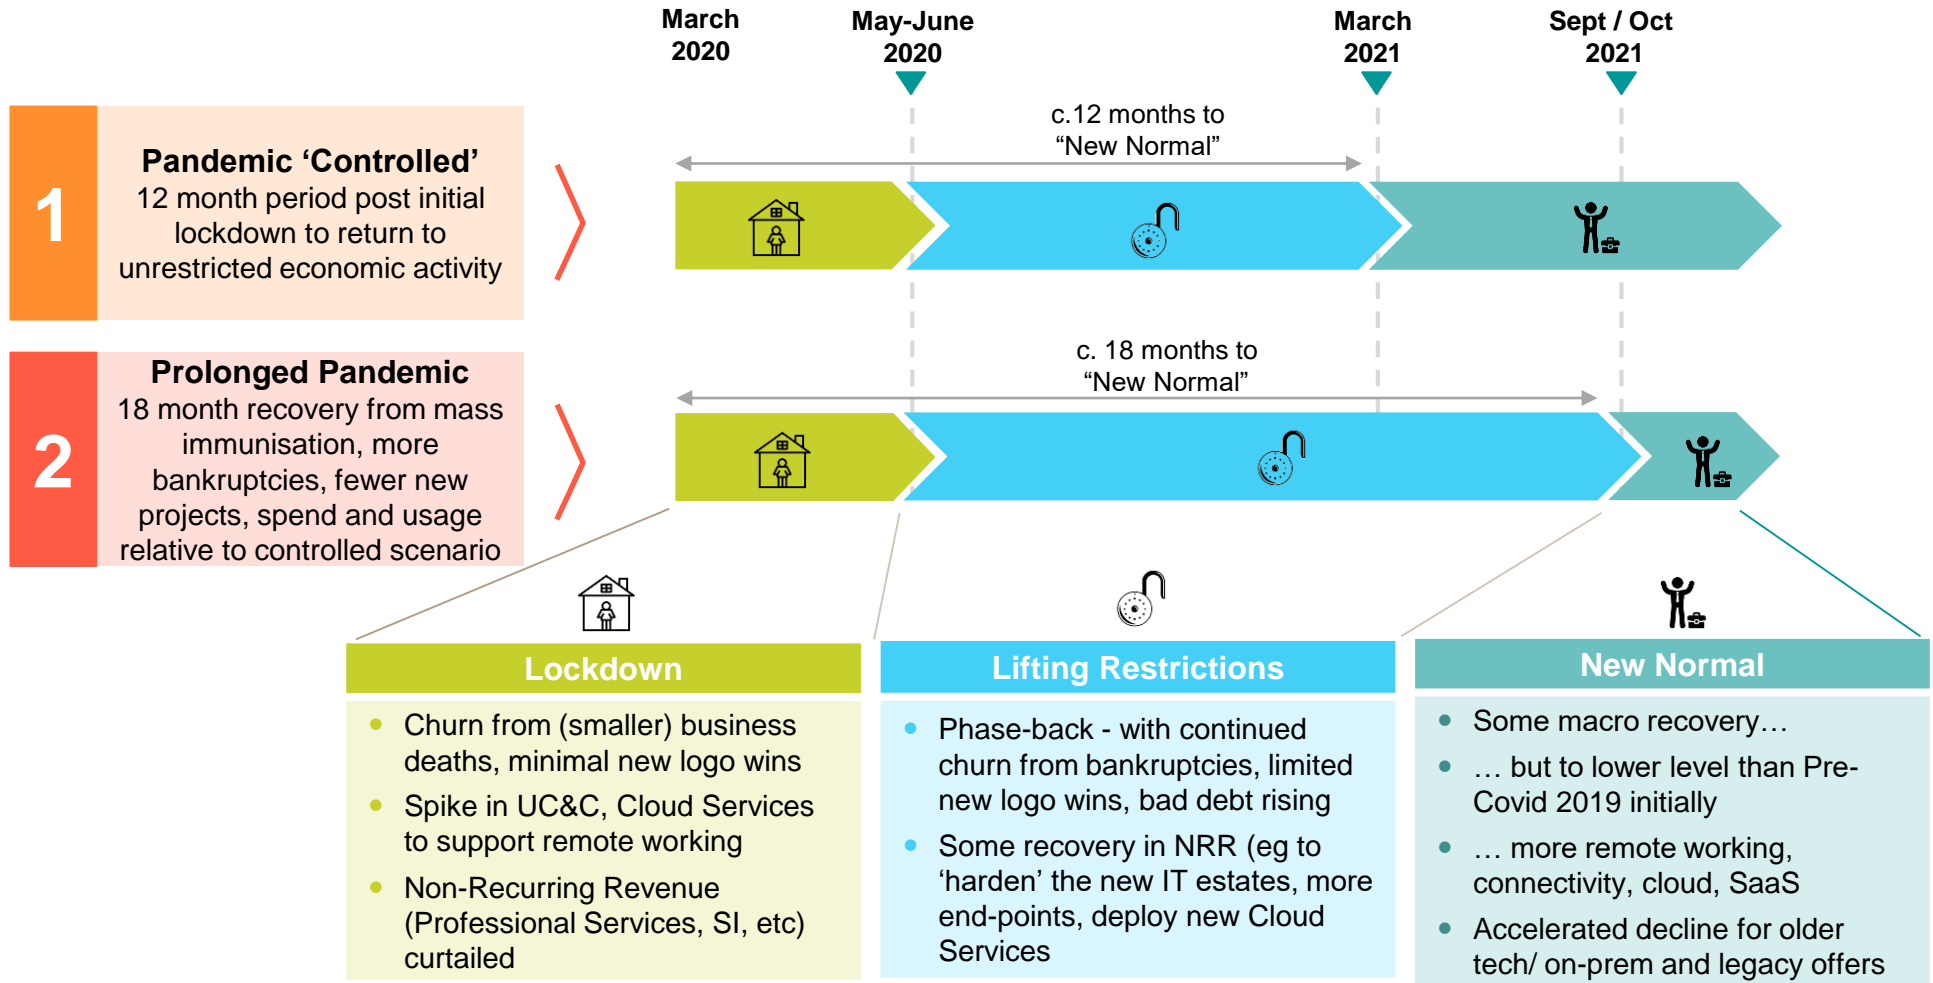 March
2020
May-June
2020
March
2021
Sept / Oct
2021
1
Pandemic ‘Controlled’
12 month period post initial
lockdown to return to
unrestricted economic activity
c.12 months to
“New Normal”
2
Prolonged Pandemic
18 month recovery from mass
immunisation, more
bankruptcies, fewer new
projects, spend and usage
relative to controlled scenario
c. 18 months to
“New Normal”
Lockdown
• Churn from (smaller) business
deaths, minimal new logo wins
• Spike in UC&C, Cloud Services
to support remote working
• Non-Recurring Revenue
(Professional Services, SI, etc)
curtailed
Lifting Restrictions
• Phase-back - with continued
churn from bankruptcies, limited
new logo wins, bad debt rising
• Some recovery in NRR (eg to
‘harden’ the new IT estates, more
end-points, deploy new Cloud
Services
New Normal
• Some macro recovery…
• … but to lower level than Pre-
Covid 2019 initially
• … more remote working,
connectivity, cloud, SaaS
• Accelerated decline for older
tech/ on-prem and legacy offers